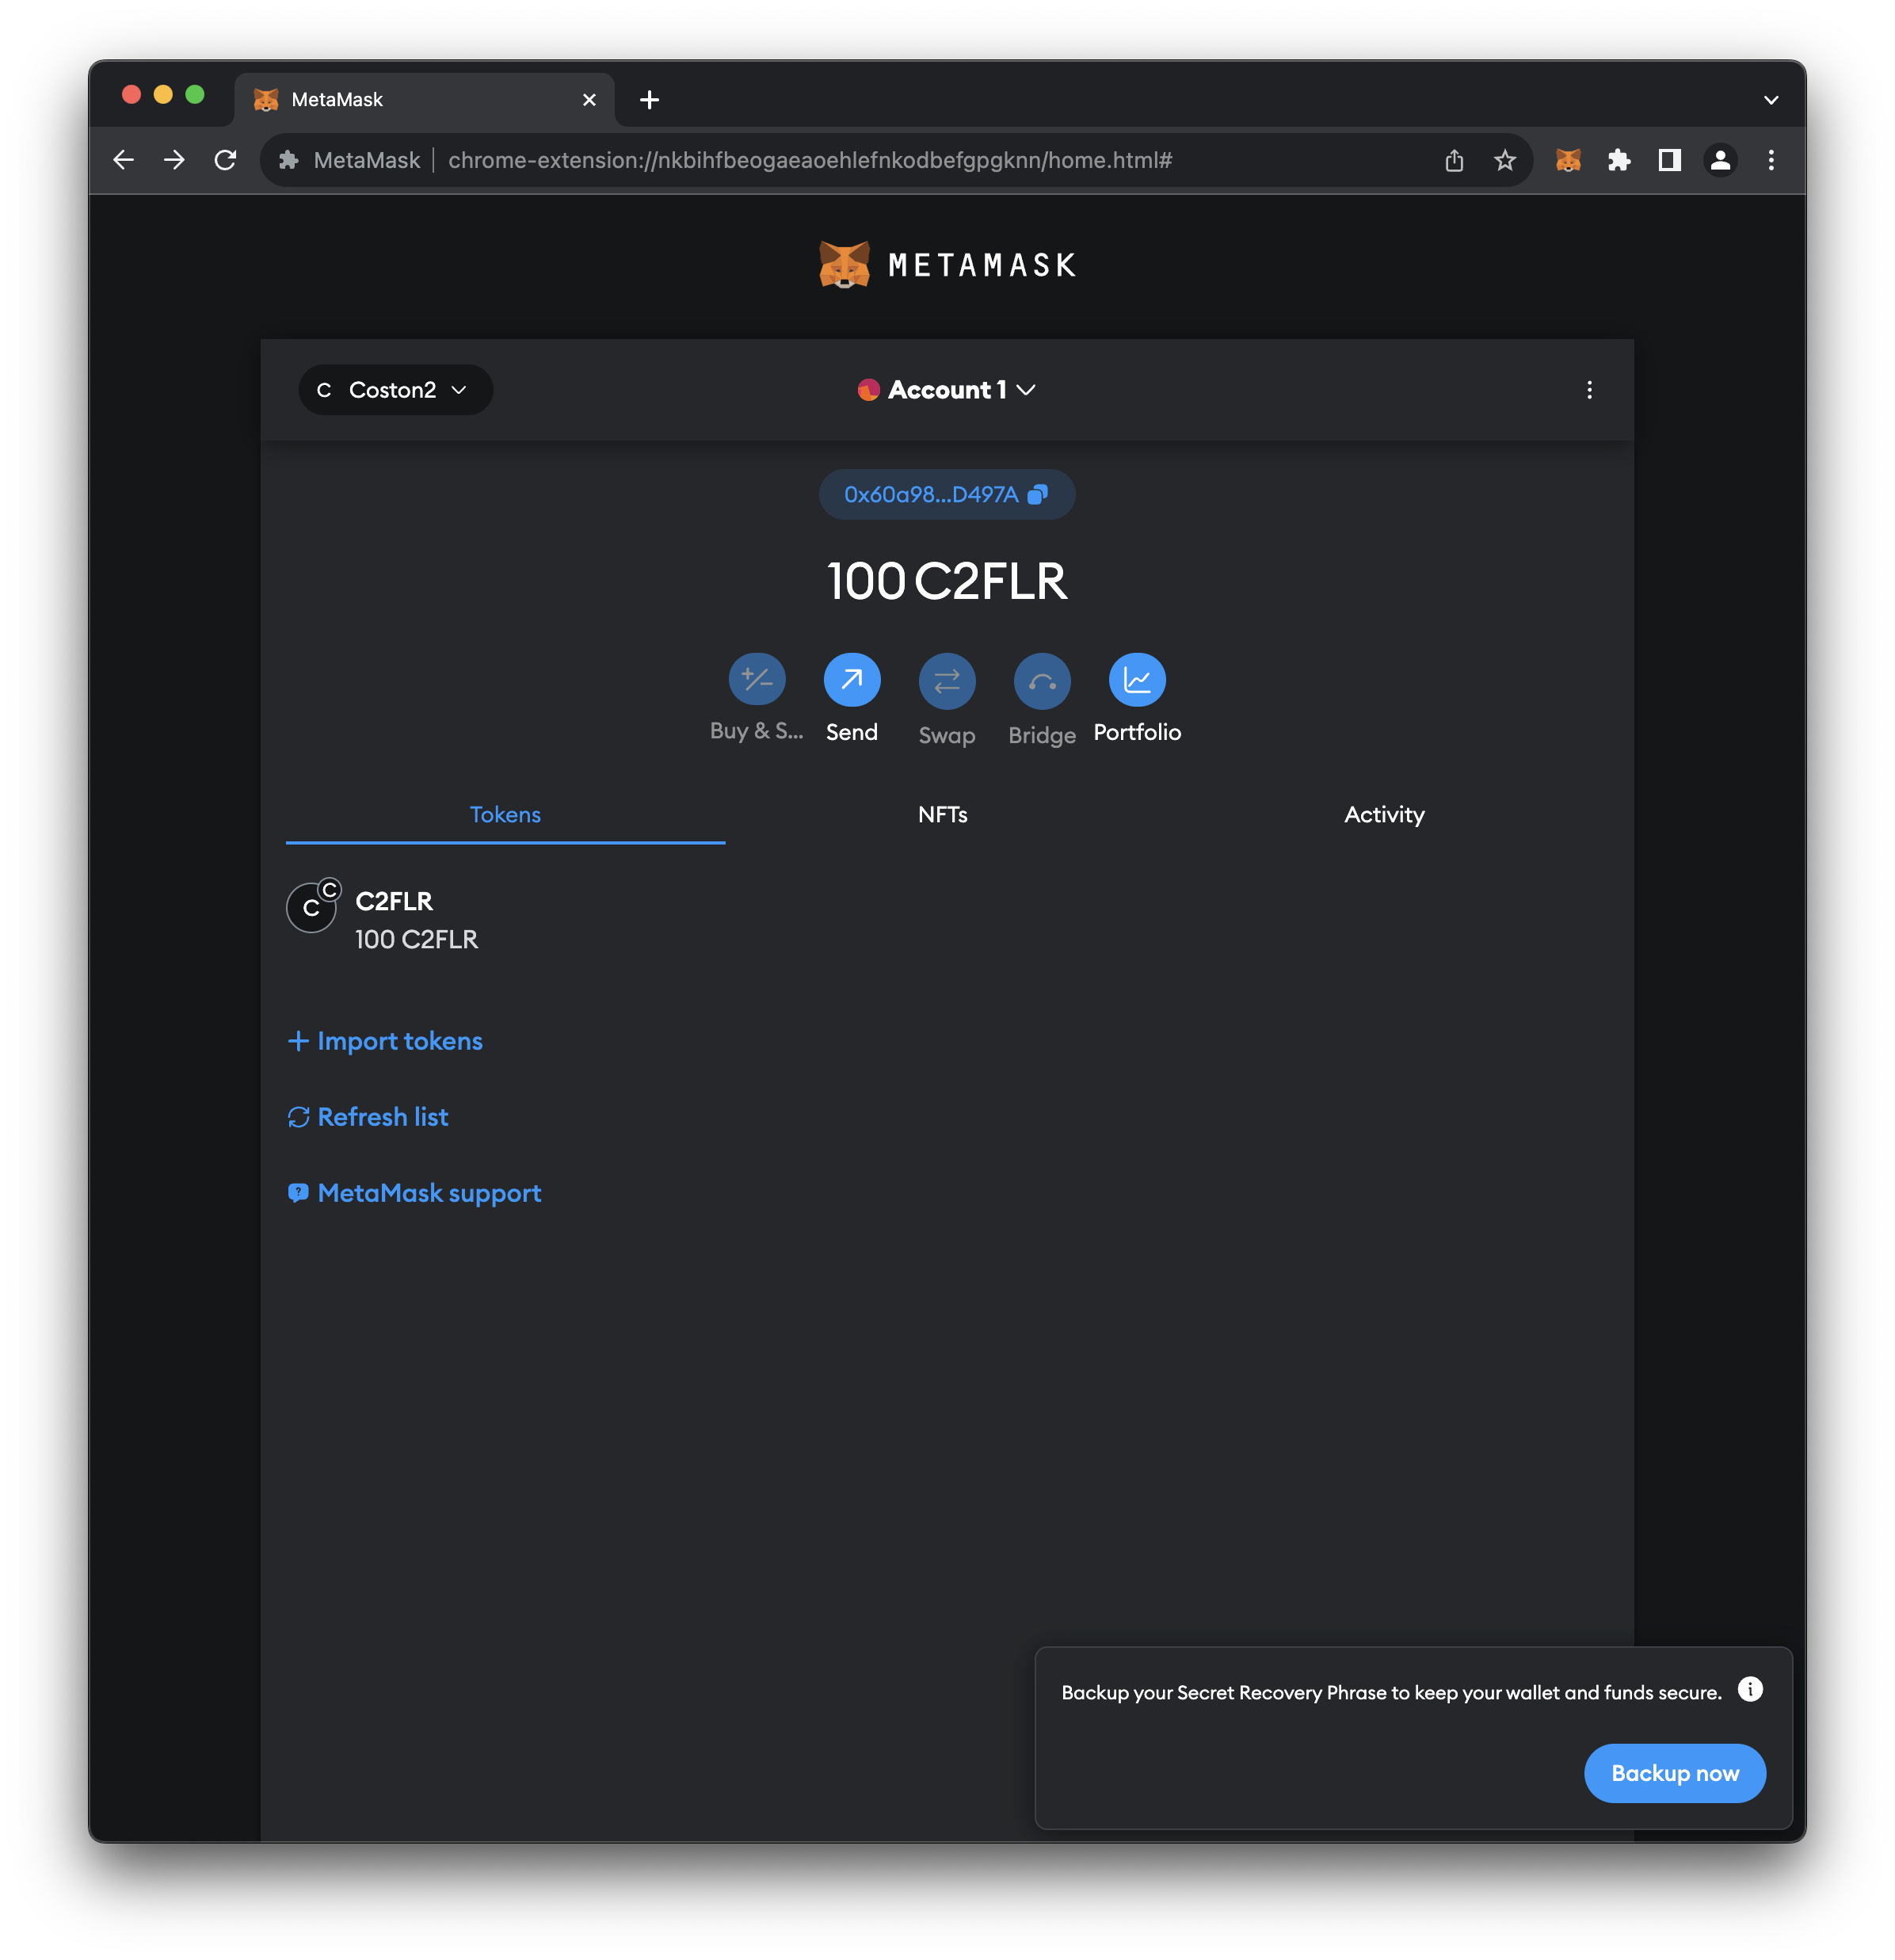 MetaMask
MetaMask chrome-extension://nkbihfbeogaeaoehlefnkodbefgpgknn/home.html#
METAMASK
C Coston2
Account 1
0x60a98...D497A
100 C2FLR
Buy & S... Send Swap Bridge Portfolio
Tokens NFTs Activity
C
C C2FLR
100 C2FLR
Import tokens
Refresh list
MetaMask support
Backup your Secret Recovery Phrase to keep your wallet and funds secure.
Backup now